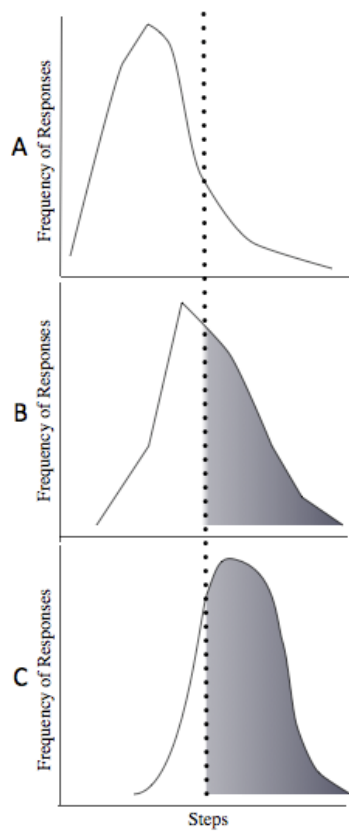 A
Frequency of Responses
B
Frequency of Responses
C
Frequency of Responses
Steps